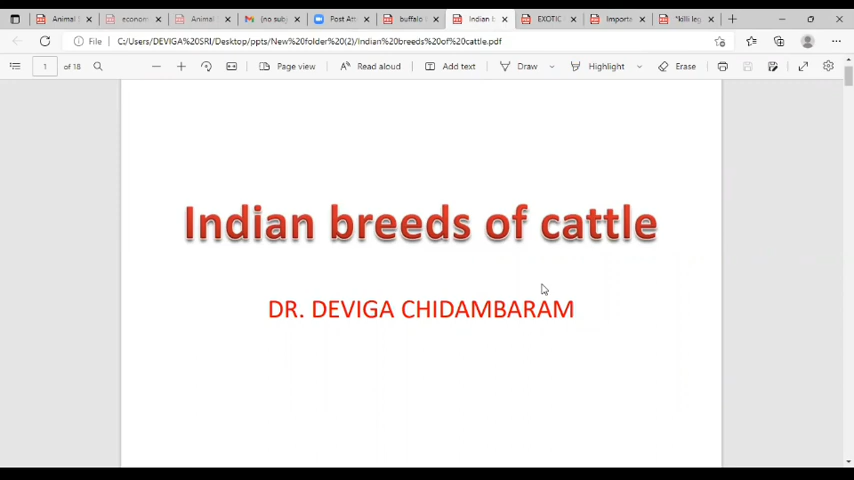 Animal
econom
Animal
(no subj
Post Att
buffalo
Indian b
EXOTIC
Importa
"killi leg
File
C:/Users/DEVIGA%20SRI/Desktop/ppts/New%20folder%20(2)/Indian%20breeds%20of%20cattle.pdf
1 of 18
Page view
Read aloud
Add text
Draw
Highlight
Erase
Indian breeds of cattle
DR. DEVIGA CHIDAMBARAM